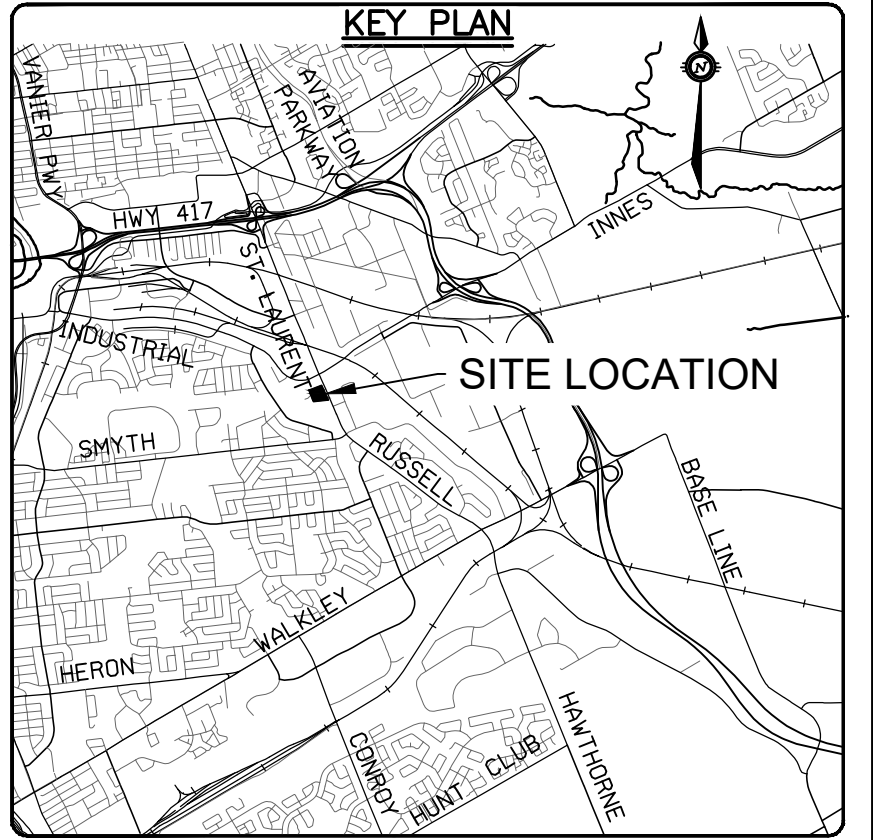 KEY PLAN
VANIER PWY
AVIATION
PARKWAY
N
HWY 417
INNES
ST. LAURENT
INDUSTRIAL
SITE LOCATION
SMYTH
RUSSELL
BASE LINE
WALKLEY
HERON
HAWTHORNE
CONROY
HUNT CLUB